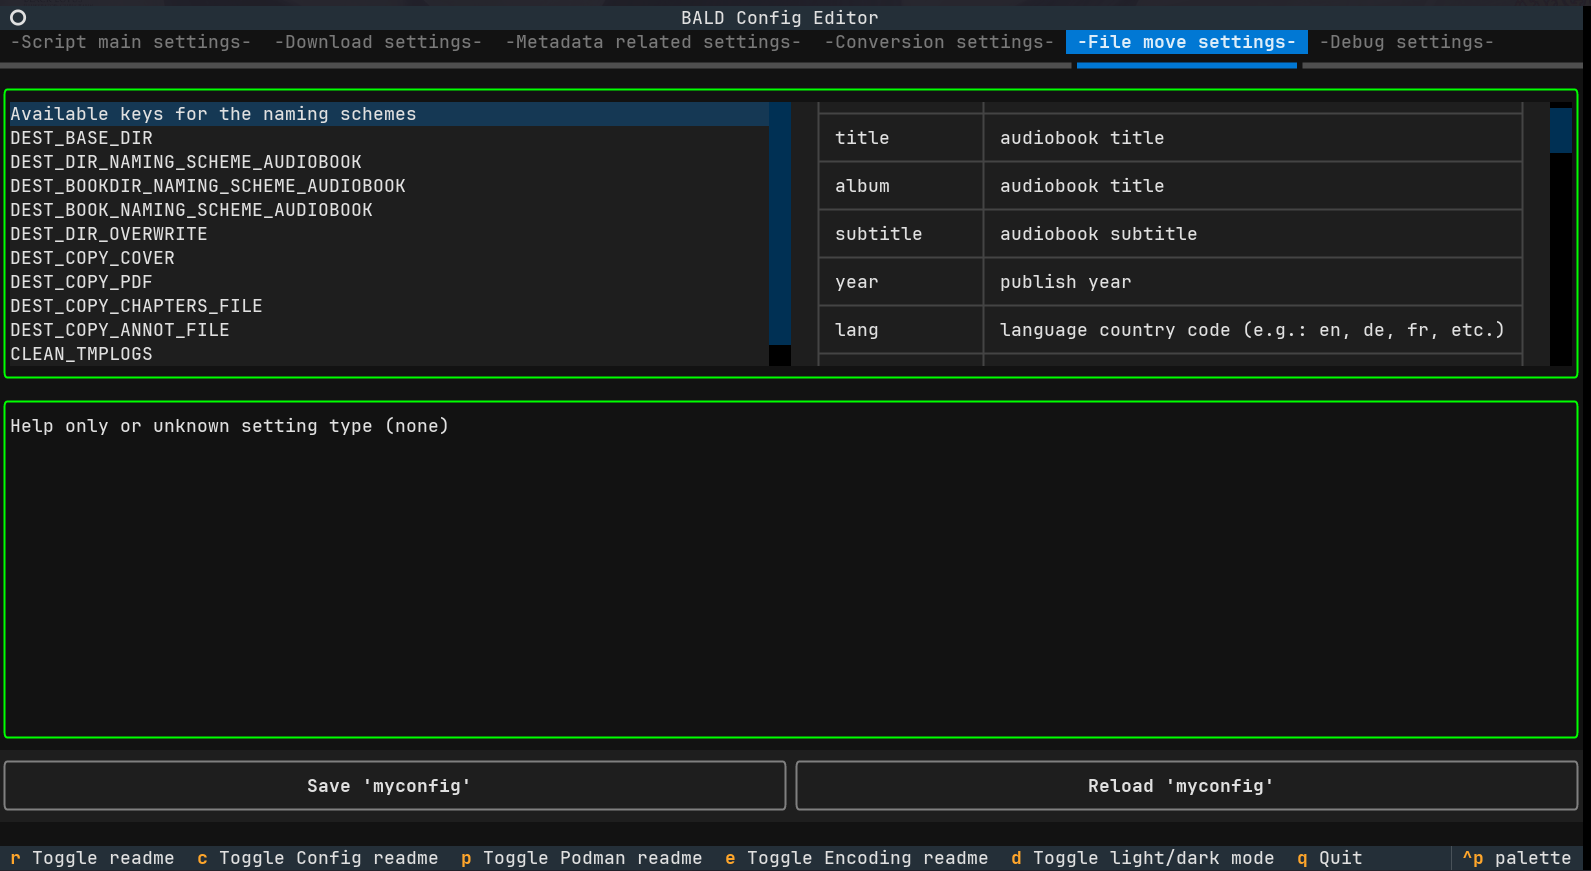 BALD Config Editor
-Script main settings- -Download settings- -Metadata related settings- -Conversion settings- -File move settings- -Debug settings-
Available keys for the naming schemes
DEST_BASE_DIR
DEST_DIR_NAMING_SCHEME_AUDIOBOOK
DEST_BOOKDIR_NAMING_SCHEME_AUDIOBOOK
DEST_BOOK_NAMING_SCHEME_AUDIOBOOK
DEST_DIR_OVERWRITE
DEST_COPY_COVER
DEST_COPY_PDF
DEST_COPY_CHAPTERS_FILE
DEST_COPY_ANNOT_FILE
CLEAN_TMPLOGS
title audiobook title
album audiobook title
subtitle audiobook subtitle
year publish year
lang language country code (e.g.: en, de, fr, etc.)
Help only or unknown setting type (none)
Save 'myconfig' Reload 'myconfig'
r Toggle readme c Toggle Config readme p Toggle Podman readme e Toggle Encoding readme d Toggle light/dark mode q Quit ^p palette